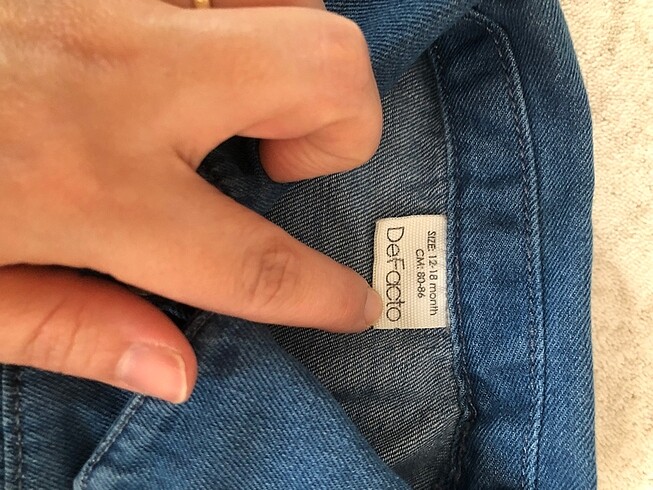 SIZE: 12-18 month
CM: 80-86
DeFacto